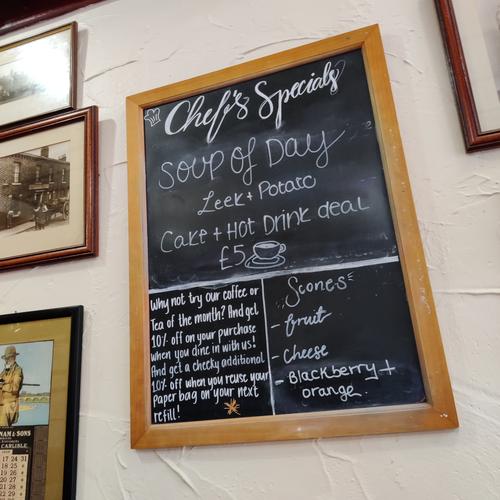 Chef's Specials
Soup of Day
Leek + Potato
Cake + Hot Drink deal
£5
Why not try our coffee or
Tea of the month? And get
10% off on your purchase
when you dine in with us!
And get a cheeky additional
10% off when you reuse your
paper bag on your next
refill!
Scones
- fruit
- Cheese
- Blackberry +
orange.
NAM & SONS
CARLISLE.
17 24 31
18 25